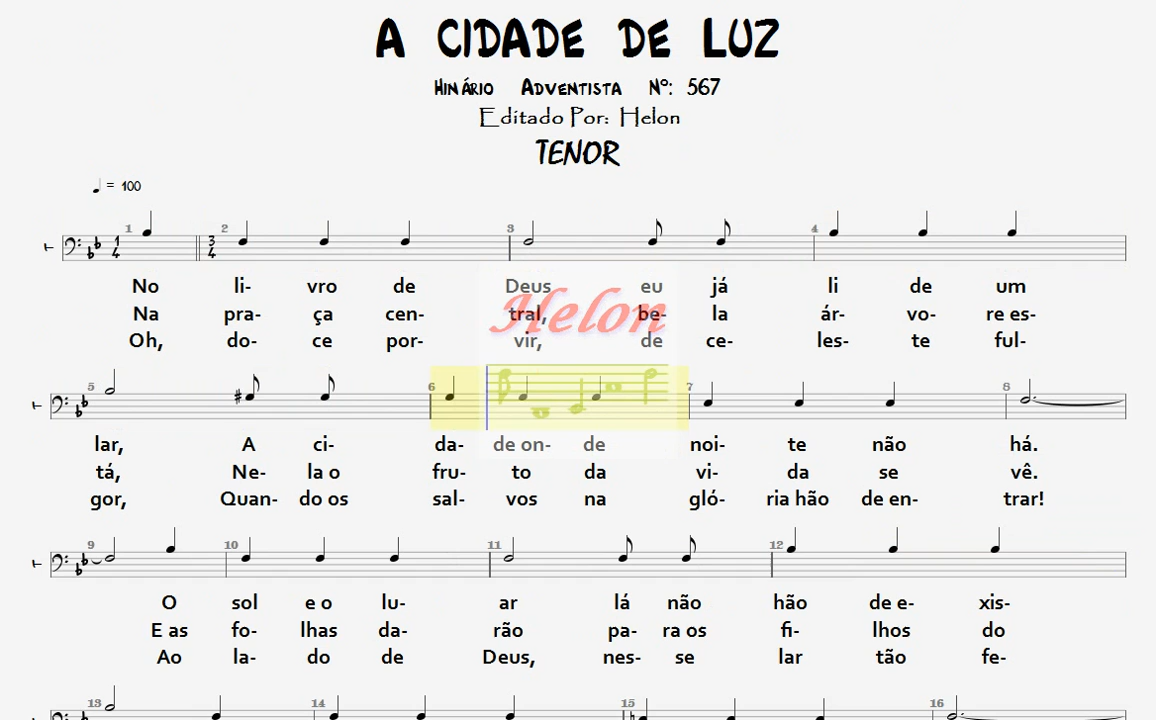 A CIDADE DE LUZ
Hinário Adventista Nº: 567
Editado Por: Helon
TENOR
= 100
1 2 3 4
T 1 4 3 4
No li- vro de Deus eu já li de um
Na pra- ça cen- tral, be- la ár- vo- re es-
Oh, do- ce por- vir, de ce- les- te ful-
Helon
5 6 7 8
T
lar, A ci- da- de on- de noi- te não há.
tá, Ne- la o fru- to da vi- da se vê.
gor, Quan- do os sal- vos na gló- ria hão de en- trar!
9 10 11 12
T
O sol e o lu- ar lá não hão de e- xis-
E as fo- lhas da- rão pa- ra os fi- lhos do
Ao la- do de Deus, nes- se lar tão fe-
13 14 15 16